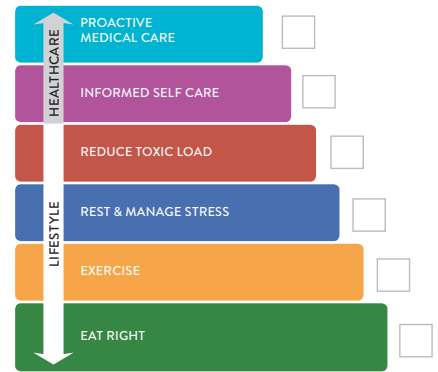 PROACTIVE
MEDICAL CARE
HEALTHCARE
INFORMED SELF CARE
REDUCE TOXIC LOAD
REST & MANAGE STRESS
LIFESTYLE
EXERCISE
EAT RIGHT